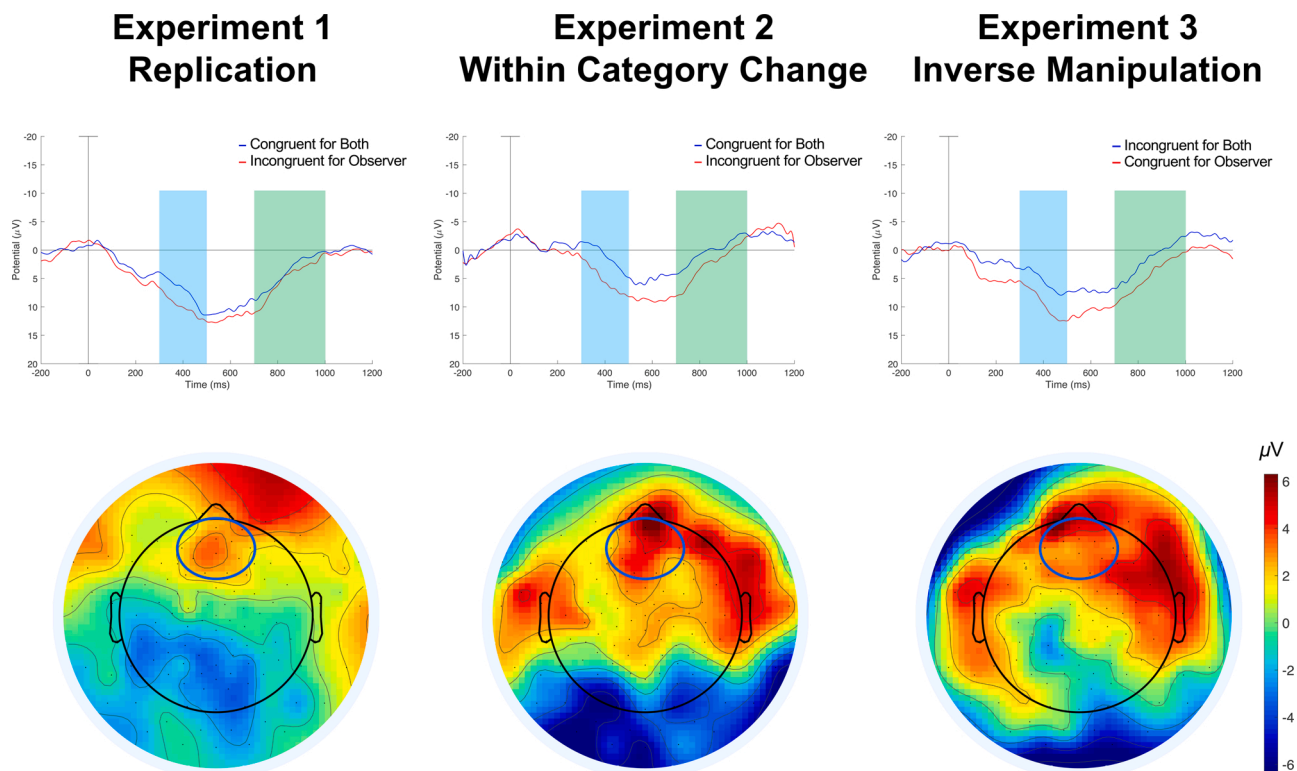 Experiment 1
Replication
Experiment 2
Within Category Change
Experiment 3
Inverse Manipulation
-20
-15
-10
-5
0
5
10
15
20
Potential (µV)
Congruent for Both
Incongruent for Observer
-200 0 200 400 600 800 1000 1200
Time (ms)
-20
-15
-10
-5
0
5
10
15
20
Potential (µV)
Congruent for Both
Incongruent for Observer
-200 0 200 400 600 800 1000 1200
Time (ms)
-20
-15
-10
-5
0
5
10
15
20
Potential (µV)
Incongruent for Both
Congruent for Observer
-200 0 200 400 600 800 1000 1200
Time (ms)
µV
6
4
2
0
-2
-4
-6